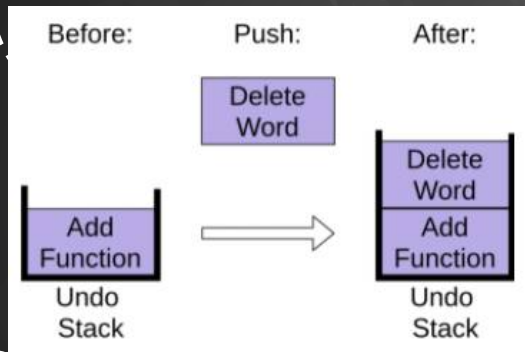 Before:
Push:
After:
Delete
Word
Delete
Word
Add
Function
Add
Function
Undo
Stack
Undo
Stack